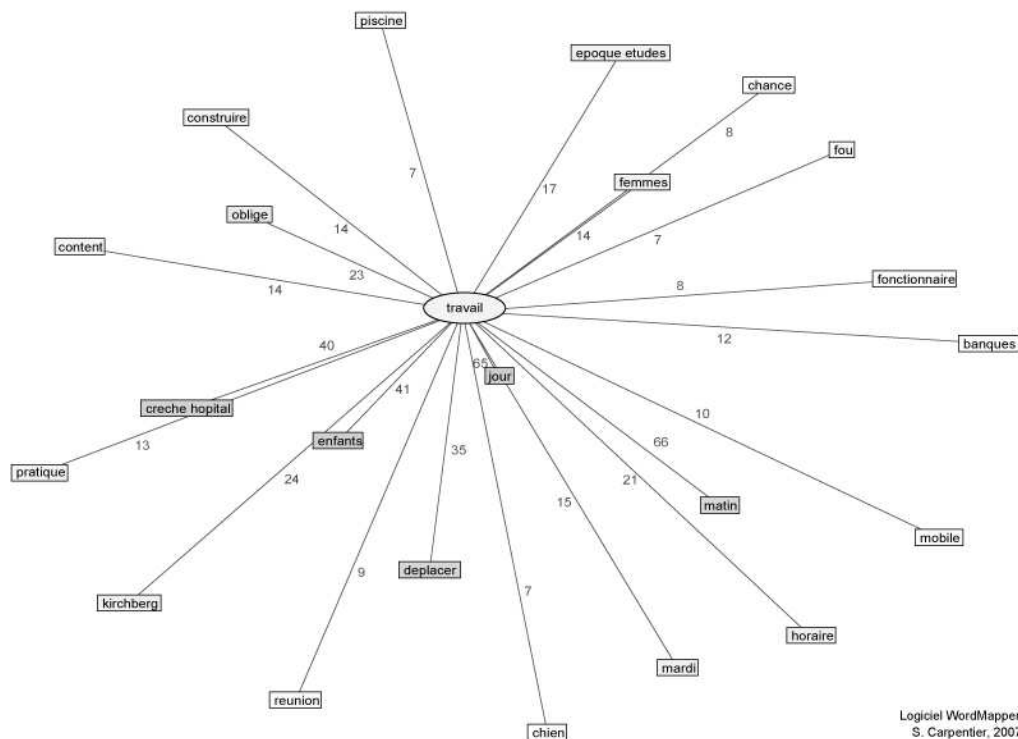 piscine
epoque etudes
chance
construire
8
fou
7
femmes
17
oblige
14
14
7
content
23
fonctionnaire
14
8
travail
banques
12
40
65
jour
41
creche hopital
10
enfants
13
35
66
pratique
24
21
15
matin
mobile
deplacer
9
7
kirchberg
horaire
mardi
reunion
Logiciel WordMapper
chien
S. Carpentier, 2007